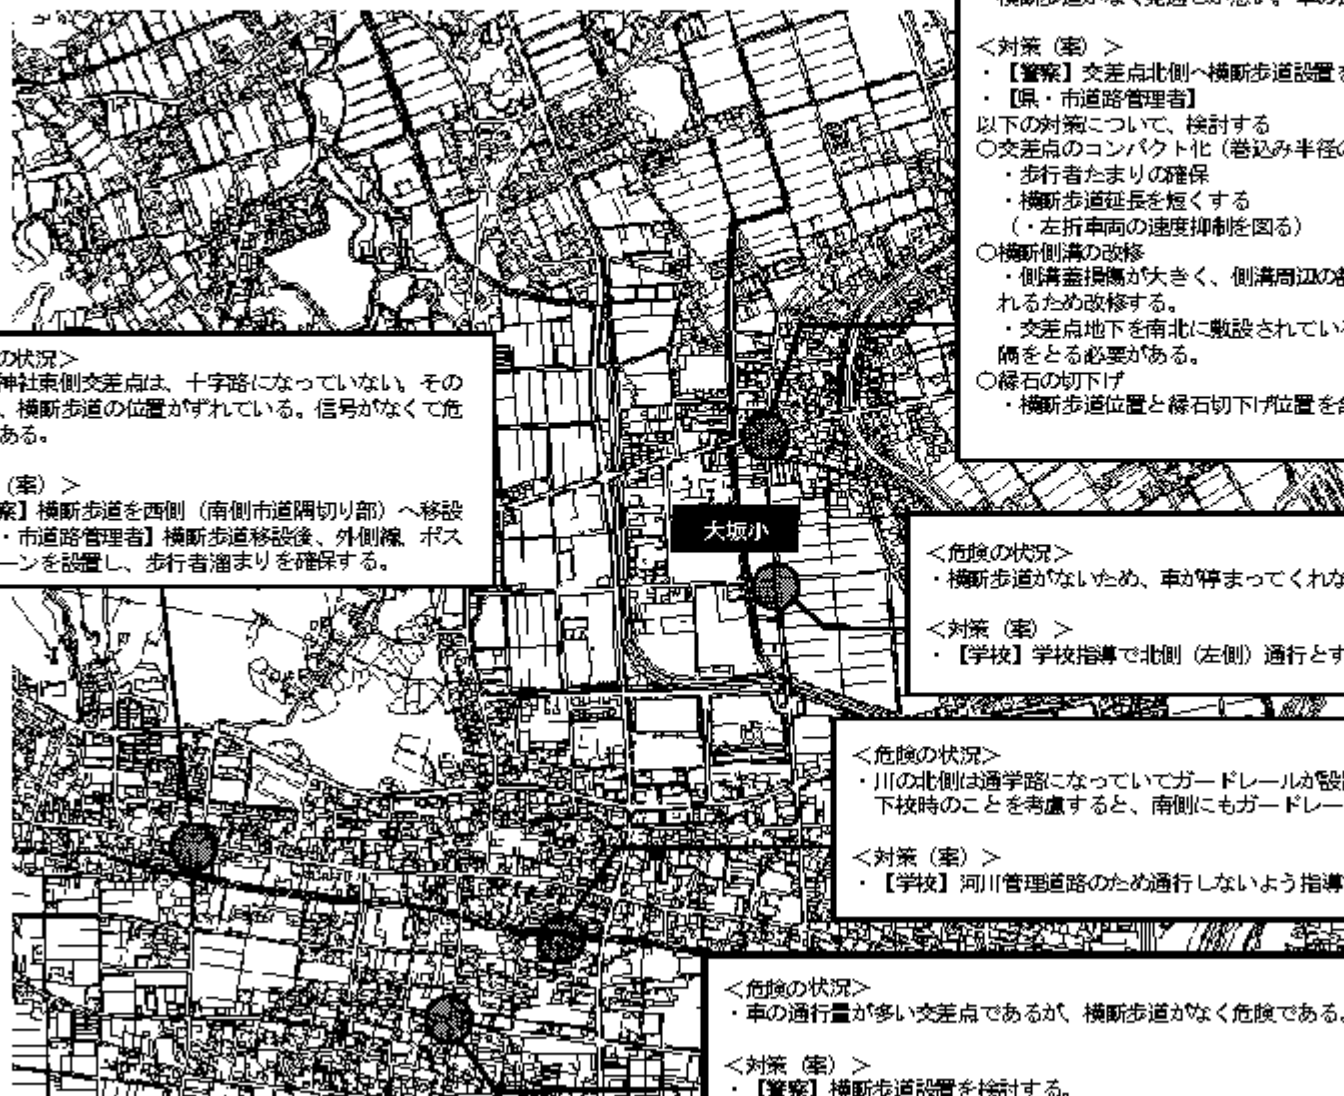 ＜対策（案）＞
・【警察】交差点北側へ横断歩道設置
・【県・市道路管理者】
以下の対策について、検討する
○交差点のコンパクト化（巻込み半径の
・歩行者たまりの確保
・横断歩道延長を短くする
（・左折車両の速度抑制を図る）
○横断側溝の改修
・側溝蓋損傷が大きく、側溝周辺の
れるため改修する。
・交差点地下を南北に敷設されてい
隔をとる必要がある。
○縁石の切下げ
・横断歩道位置と縁石切下げ位置を
の状況＞
神社東側交差点は、十字路になっていない。その
、横断歩道の位置がずれている。信号がなくて危
ある。
（案）＞
察】横断歩道を西側（南側市道隅切り部）へ移設
・市道路管理者】横断歩道移設後、外側線、ポス
ーンを設置し、歩行者溜まりを確保する。
大坂小
＜危険の状況＞
・横断歩道がないため、車が停まってくれな
＜対策（案）＞
・【学校】学校指導で北側（左側）通行とす
＜危険の状況＞
・川の北側は通学路になっていてガードレールが設
下校時のことを考慮すると、南側にもガードレー
＜対策（案）＞
・【学校】河川管理道路のため通行しないよう指導
＜危険の状況＞
・車の通行量が多い交差点であるが、横断歩道がなく危険である。
＜対策（案）＞
・【警察】横断歩道設置を検討する。